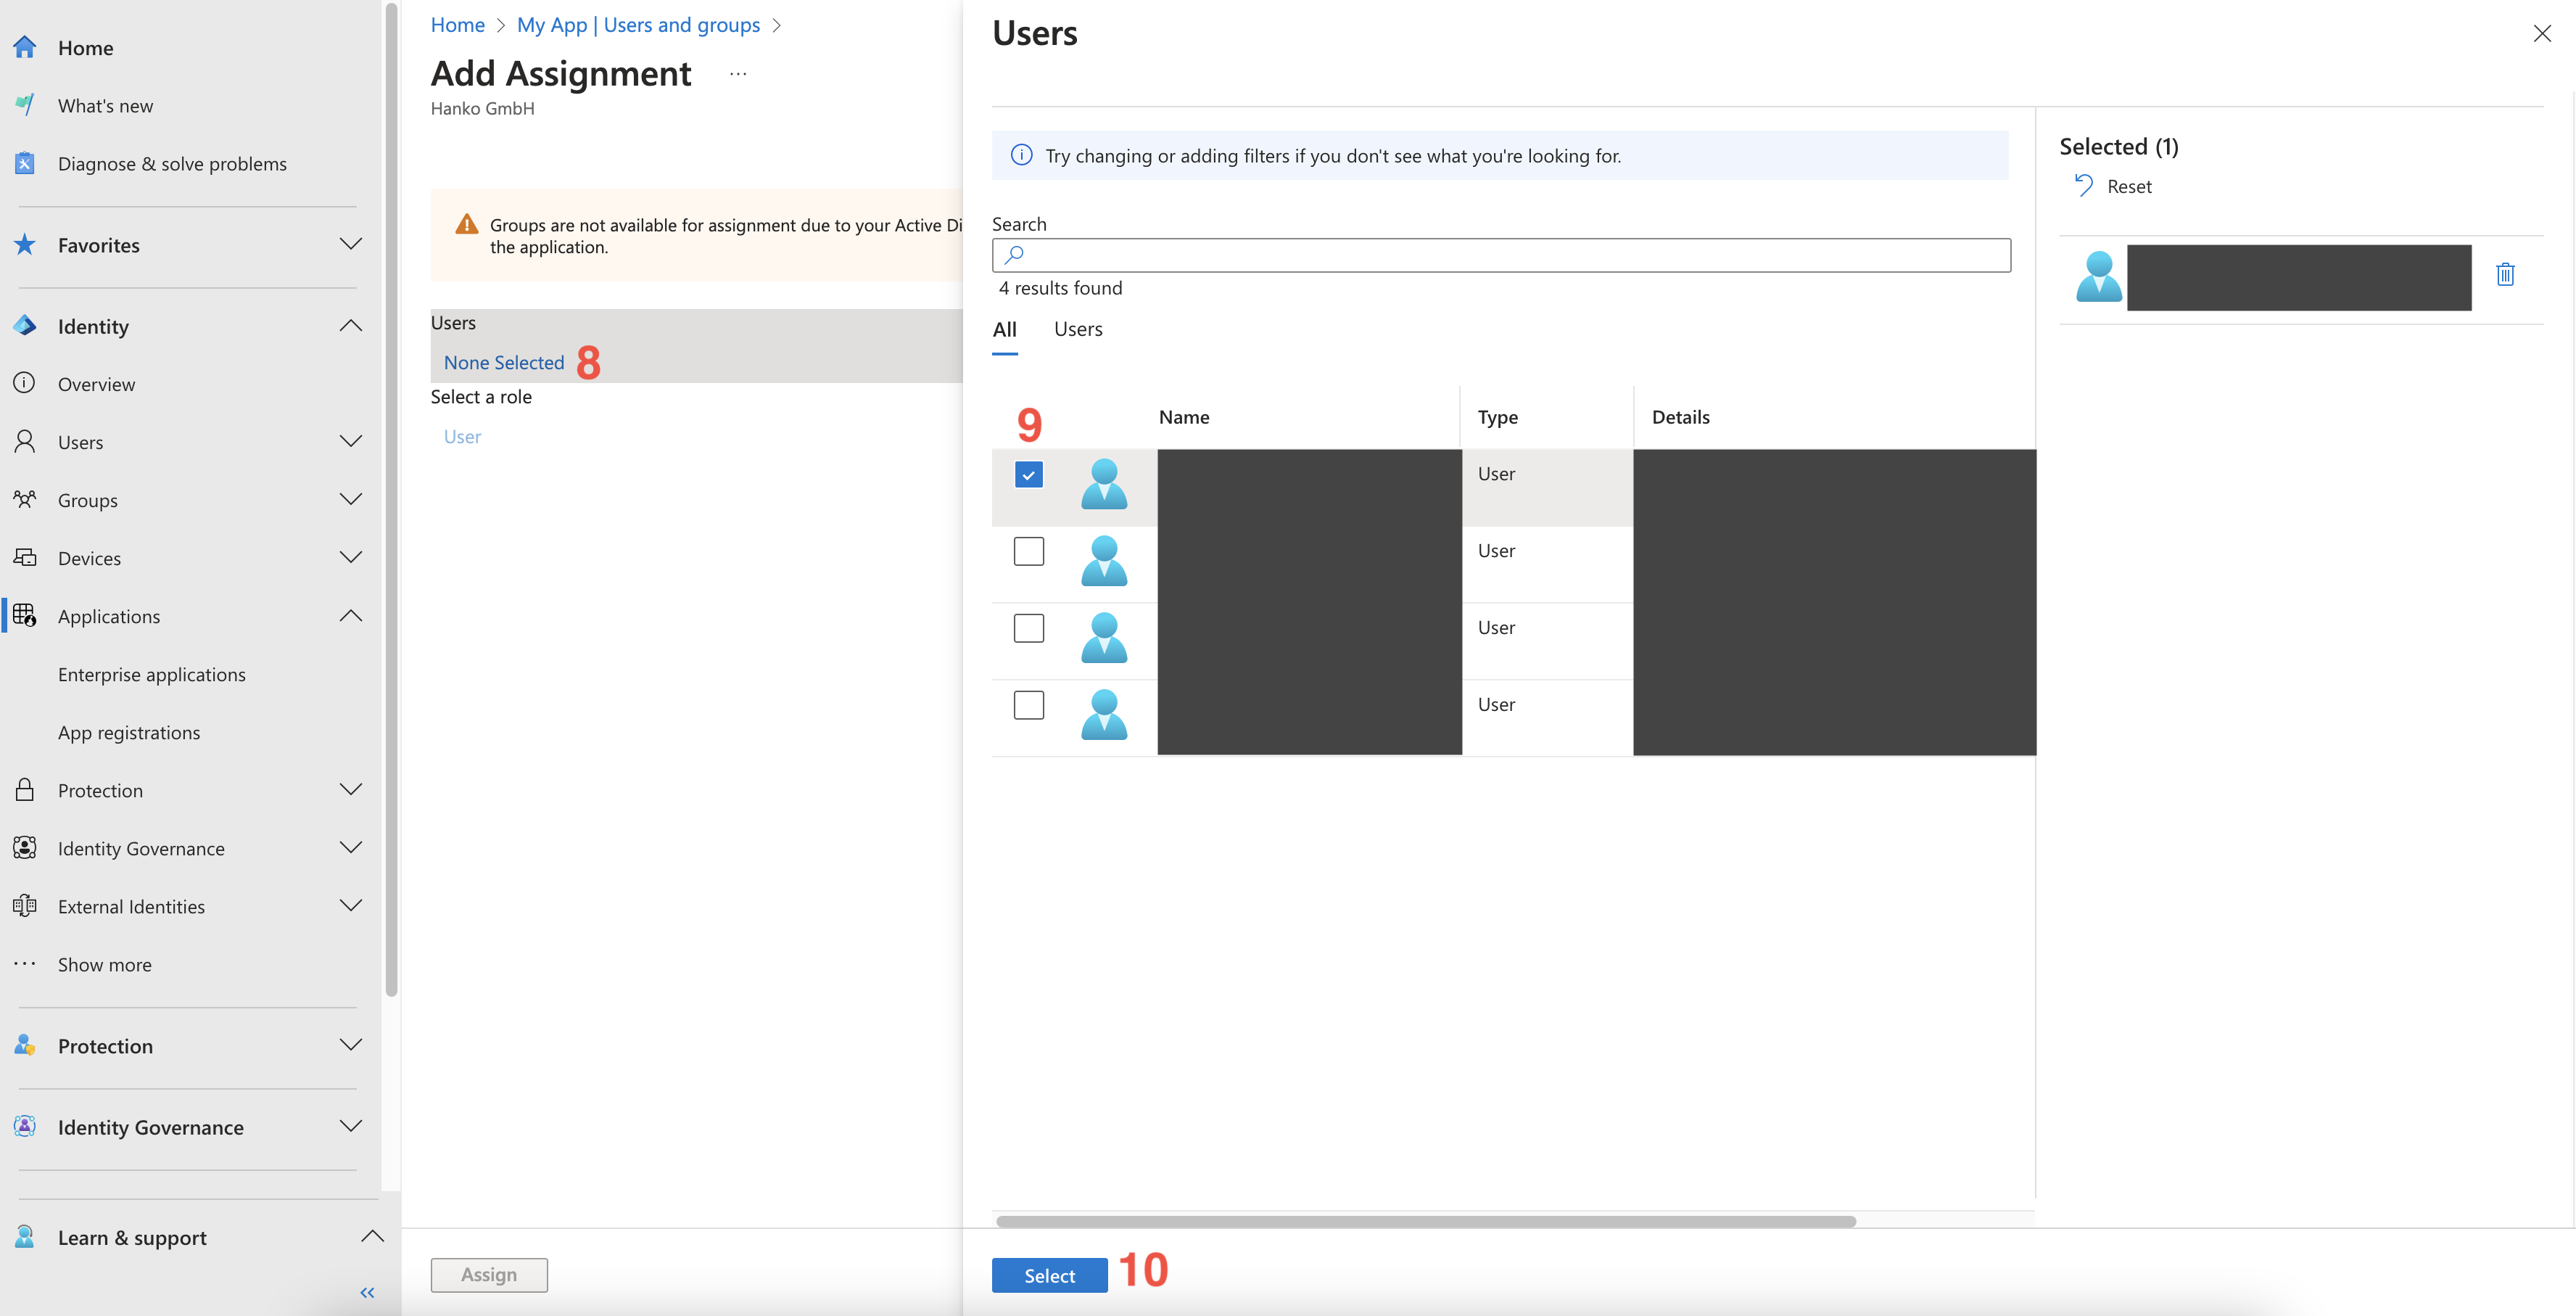 Home
What's new
Diagnose & solve problems
Favorites
Identity
Overview
Users
Groups
Devices
Applications
Enterprise applications
App registrations
Protection
Identity Governance
External Identities
Show more
Protection
Identity Governance
Learn & support
Home > My App | Users and groups >
Add Assignment ...
Hanko GmbH
Groups are not available for assignment due to your Active Di
the application.
Users
None Selected 8
Select a role
User
Assign
Users
Try changing or adding filters if you don't see what you're looking for.
Search
4 results found
All Users
9
Name Type Details
User
User
User
User
Select 10
Selected (1)
Reset